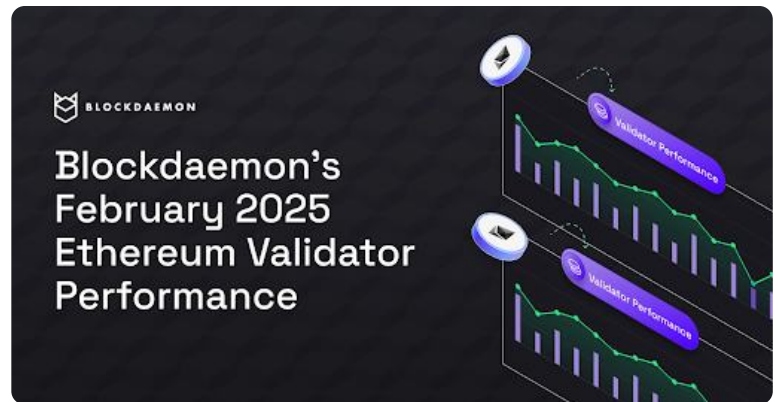 BLOCKDAEMON
Blockdaemon's
February 2025
Ethereum Validator
Performance
Validator Performance
Validator Performance